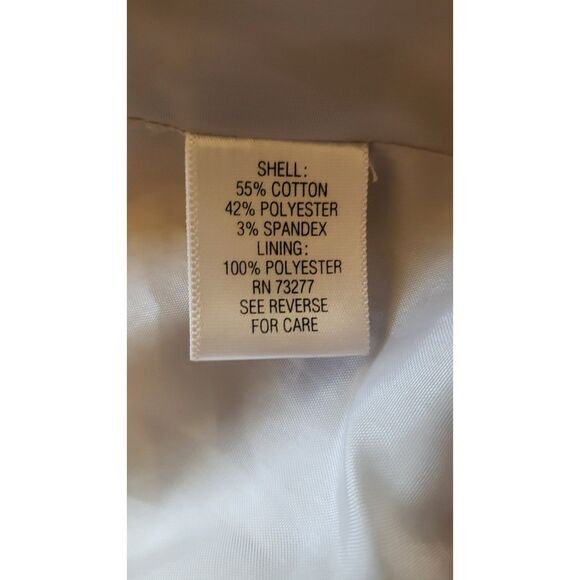 SHELL:
55% COTTON
42% POLYESTER
3% SPANDEX
LINING:
100% POLYESTER
RN 73277
SEE REVERSE
FOR CARE